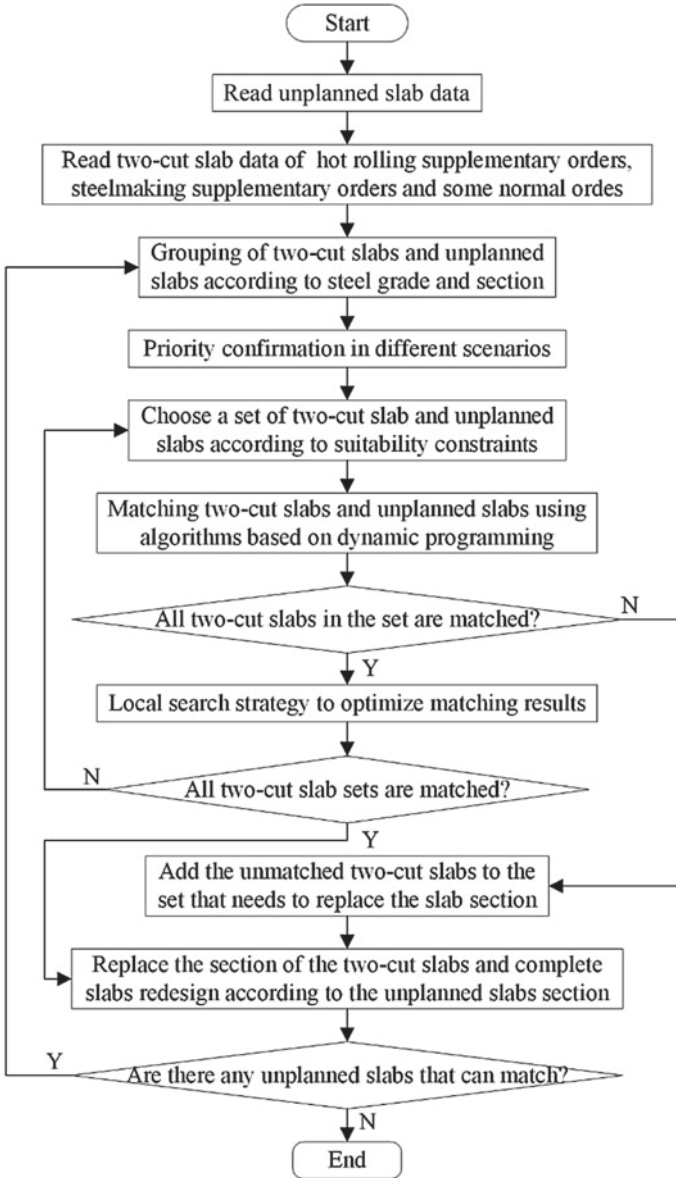 Start
Read unplanned slab data
Read two-cut slab data of hot rolling supplementary orders,
steelmaking supplementary orders and some normal ordes
Grouping of two-cut slabs and unplanned
slabs according to steel grade and section
Priority confirmation in different scenarios
Choose a set of two-cut slab and unplanned
slabs according to suitability constraints
Matching two-cut slabs and unplanned slabs using
algorithms based on dynamic programming
All two-cut slabs in the set are matched?
N
Y
Local search strategy to optimize matching results
N
All two-cut slab sets are matched?
Y
Add the unmatched two-cut slabs to the
set that needs to replace the slab section
Replace the section of the two-cut slabs and complete
slabs redesign according to the unplanned slabs section
Y
Are there any unplanned slabs that can match?
N
End